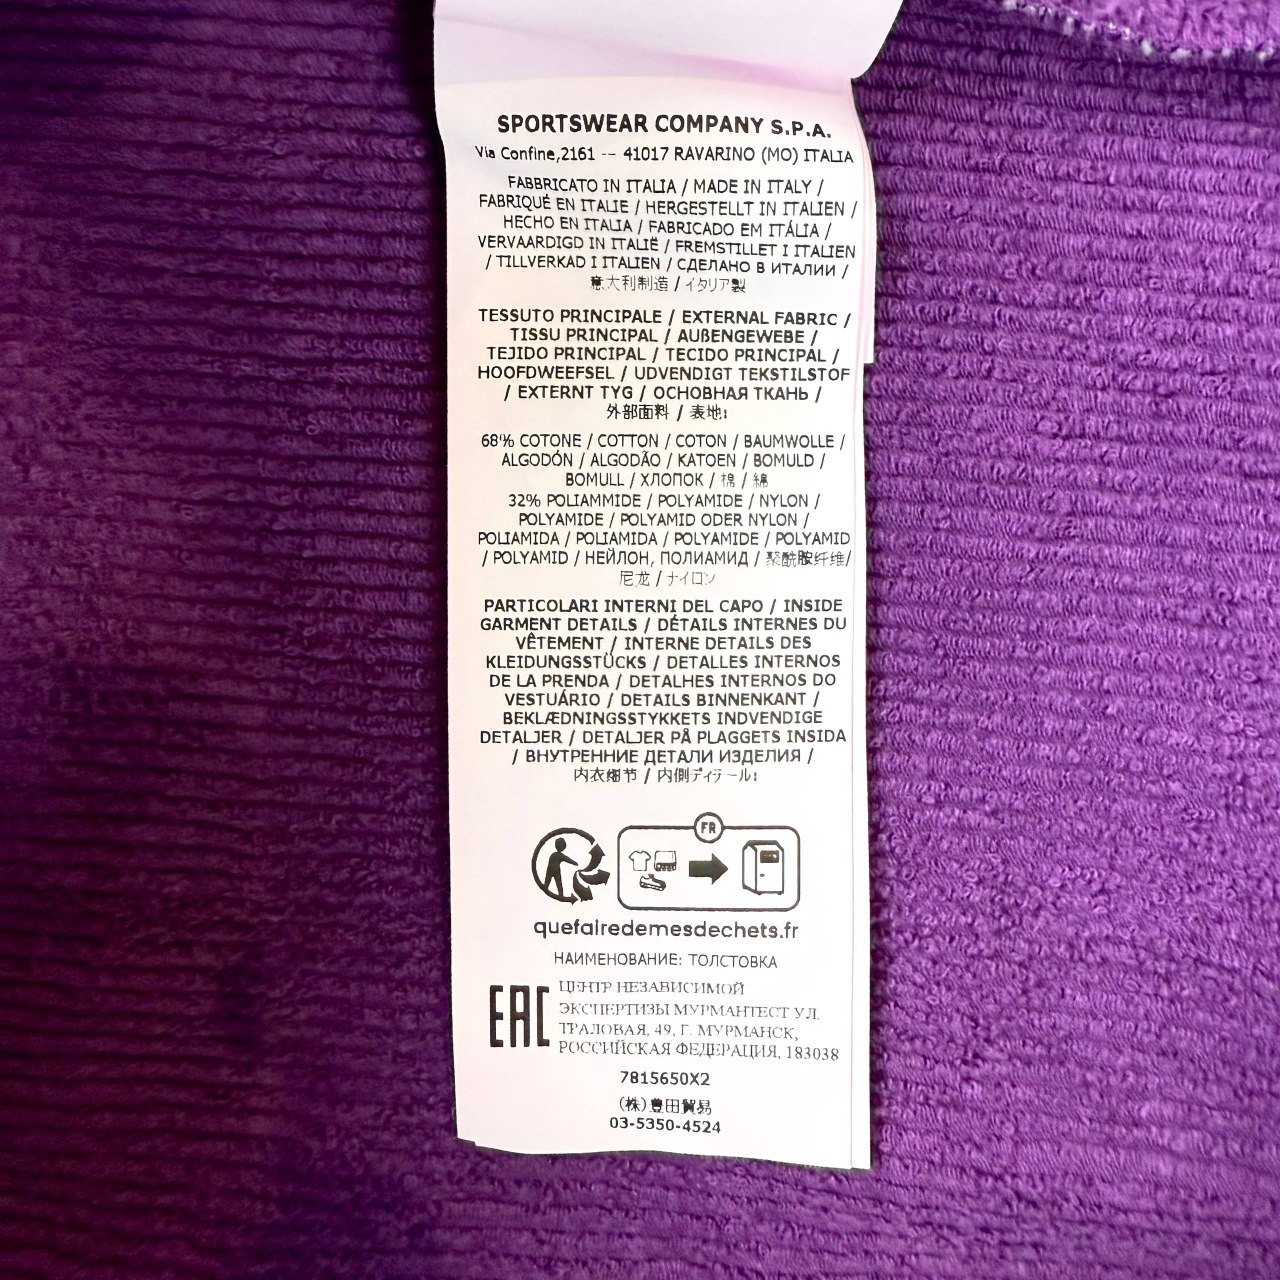 SPORTSWEAR COMPANY S.P.A.
Via Confine,2161 -- 41017 RAVARINO (MO) ITALIA
FABBRICATO IN ITALIA / MADE IN ITALY /
FABRIQUÉ EN ITALIE / HERGESTELLT IN ITALIEN /
HECHO EN ITALIA / FABRICADO EM ITÁLIA /
VERVAARDIGD IN ITALIË / FREMSTILLET I ITALIEN
/ TILLVERKAD I ITALIEN / СДЕЛАНО В ИТАЛИИ /
意大利制造 / イタリア製
TESSUTO PRINCIPALE / EXTERNAL FABRIC /
TISSU PRINCIPAL / AUßENGEWEBE /
TEJIDO PRINCIPAL / TECIDO PRINCIPAL /
HOOFDWEEFSEL / UDVENDIGT TEKSTILSTOF
/ EXTERNT TYG / ОСНОВНАЯ ТКАНЬ /
外部面料 / 表地:
68% COTONE / COTTON / COTON / BAUMWOLLE /
ALGODÓN / ALGODÃO / KATOEN / BOMULD /
BOMULL / ХЛОПОК / 棉 / 綿
32% POLIAMMIDE / POLYAMIDE / NYLON /
POLYAMIDE / POLYAMID ODER NYLON /
POLIAMIDA / POLIAMIDA / POLYAMIDE / POLYAMID
/ POLYAMID / НЕЙЛОН, ПОЛИАМИД / 聚酰胺纤维/
尼龙 / ナイロン
PARTICOLARI INTERNI DEL CAPO / INSIDE
GARMENT DETAILS / DÉTAILS INTERNES DU
VÊTEMENT / INTERNE DETAILS DES
KLEIDUNGSSTÜCKS / DETALLES INTERNOS
DE LA PRENDA / DETALHES INTERNOS DO
VESTUÁRIO / DETAILS BINNENKANT /
BEKLÆDNINGSSTYKKETS INDVENDIGE
DETALJER / DETALJER PÅ PLAGGETS INSIDA
/ ВНУТРЕННИЕ ДЕТАЛИ ИЗДЕЛИЯ /
内衣细节 / 内側ディテール:
FR
quefairedemesdechets.fr
НАИМЕНОВАНИЕ: ТОЛСТОВКА
EAC
ЦЕНТР НЕЗАВИСИМОЙ
ЭКСПЕРТИЗЫ МУРМАНТЕСТ УЛ.
ТРАЛОВАЯ, 49, Г. МУРМАНСК,
РОССИЙСКАЯ ФЕДЕРАЦИЯ, 183038
7815650X2
(株)豊田貿易
03-5350-4524